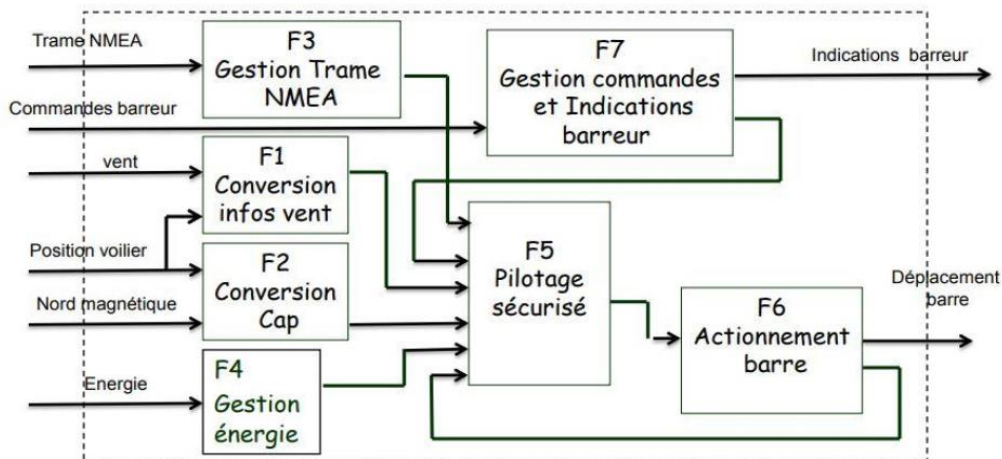 Trame NMEA
F3
Gestion Trame
NMEA
F7
Gestion commandes
et Indications
barreur
Indications barreur
Commandes barreur
vent
F1
Conversion
infos vent
Position voilier
F2
Conversion
Cap
Nord magnétique
F5
Pilotage
sécurisé
Déplacement
barre
F6
Actionnement
barre
Energie
F4
Gestion
énergie